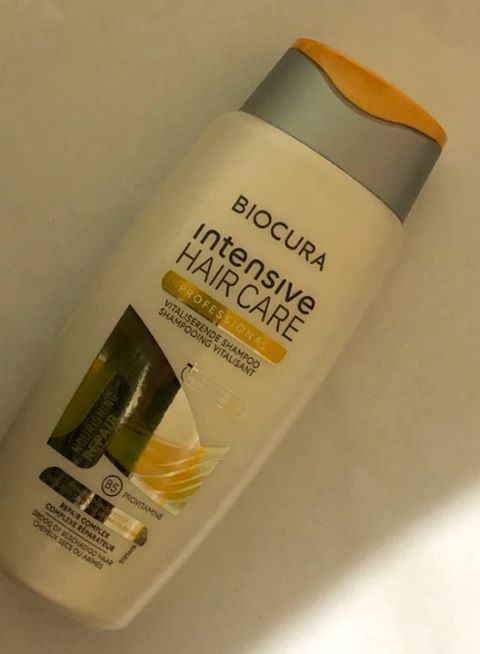 BIOCURA
intensive
HAIR CARE
PROFESSIONAL
VITALISERENDE SHAMPOO
SHAMPOOING VITALISANT
NOURISHING
REPAIR
B5 PROVITAMINE
REPAIR COMPLEX
COMPLEXE RÉPARATEUR
DROOG OF BESCHADIGD HAAR
CHEVEUX SECS OU ABÎMÉS